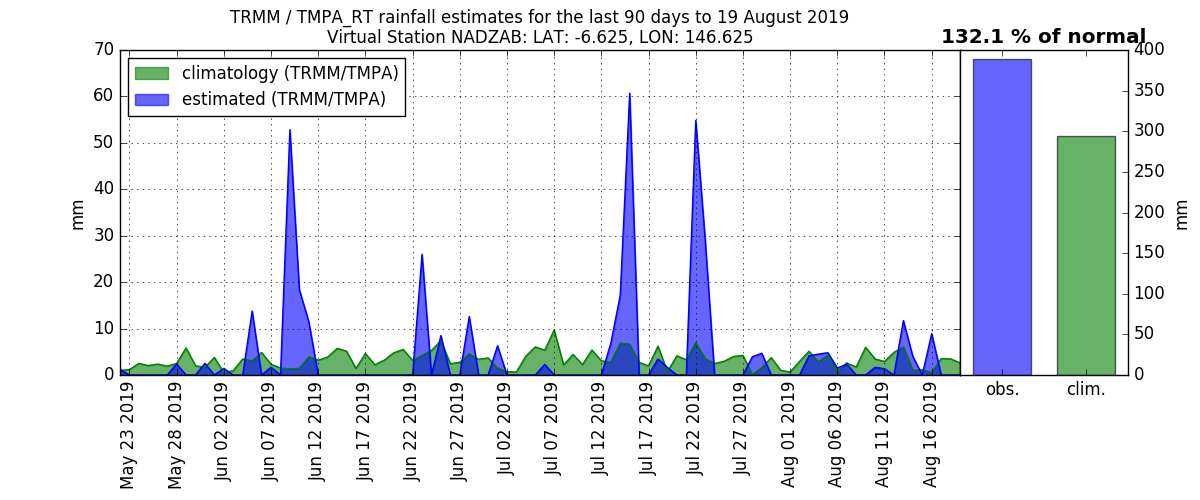 TRMM / TMPA_RT rainfall estimates for the last 90 days to 19 August 2019
Virtual Station NADZAB: LAT: -6.625, LON: 146.625
132.1 % of normal
climatology (TRMM/TMPA)
estimated (TRMM/TMPA)
mm
70
60
50
40
30
20
10
0
May 23 2019
May 28 2019
Jun 02 2019
Jun 07 2019
Jun 12 2019
Jun 17 2019
Jun 22 2019
Jun 27 2019
Jul 02 2019
Jul 07 2019
Jul 12 2019
Jul 17 2019
Jul 22 2019
Jul 27 2019
Aug 01 2019
Aug 06 2019
Aug 11 2019
Aug 16 2019
400
350
300
250
200
150
100
50
0
mm
obs.
clim.